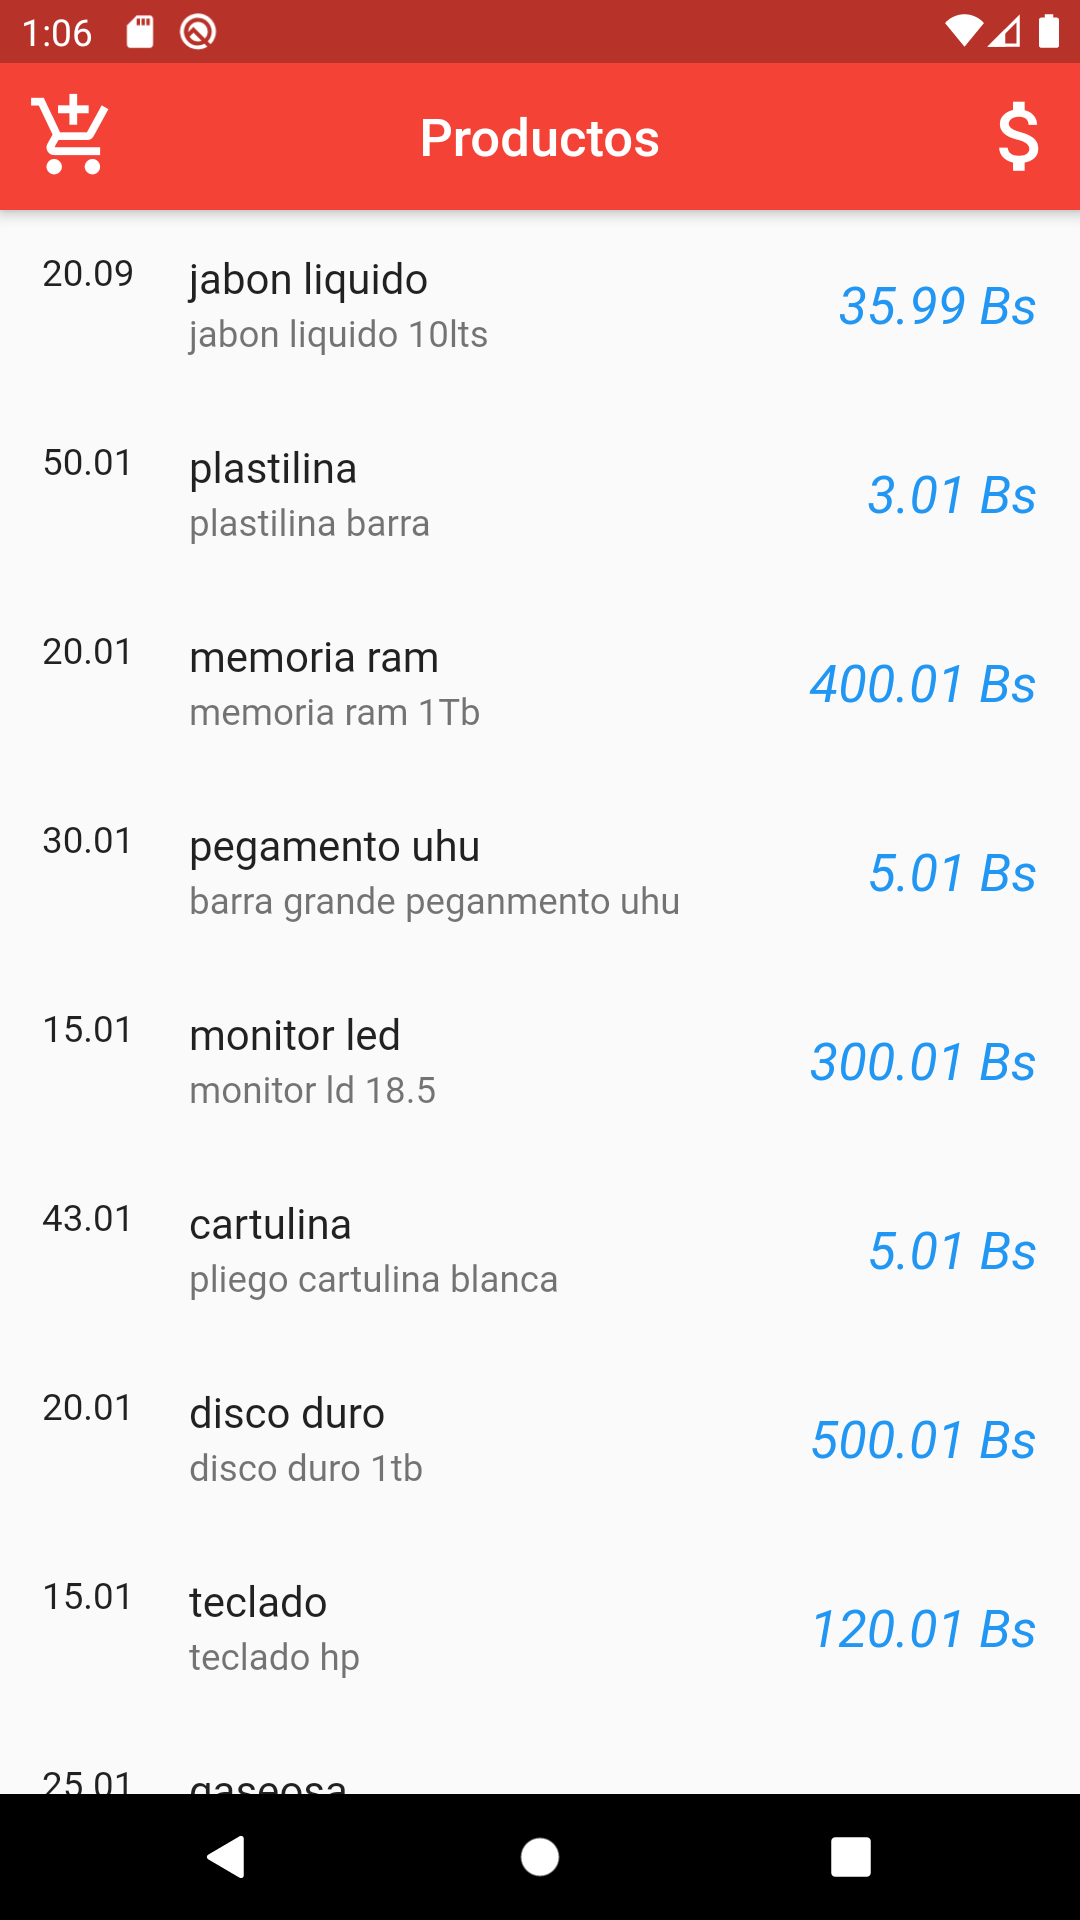 1:06
Productos
20.09 jabon liquido 35.99 Bs
jabon liquido 10lts
50.01 plastilina 3.01 Bs
plastilina barra
20.01 memoria ram 400.01 Bs
memoria ram 1Tb
30.01 pegamento uhu 5.01 Bs
barra grande peganmento uhu
15.01 monitor led 300.01 Bs
monitor ld 18.5
43.01 cartulina 5.01 Bs
pliego cartulina blanca
20.01 disco duro 500.01 Bs
disco duro 1tb
15.01 teclado 120.01 Bs
teclado hp
25.01 gaseosa